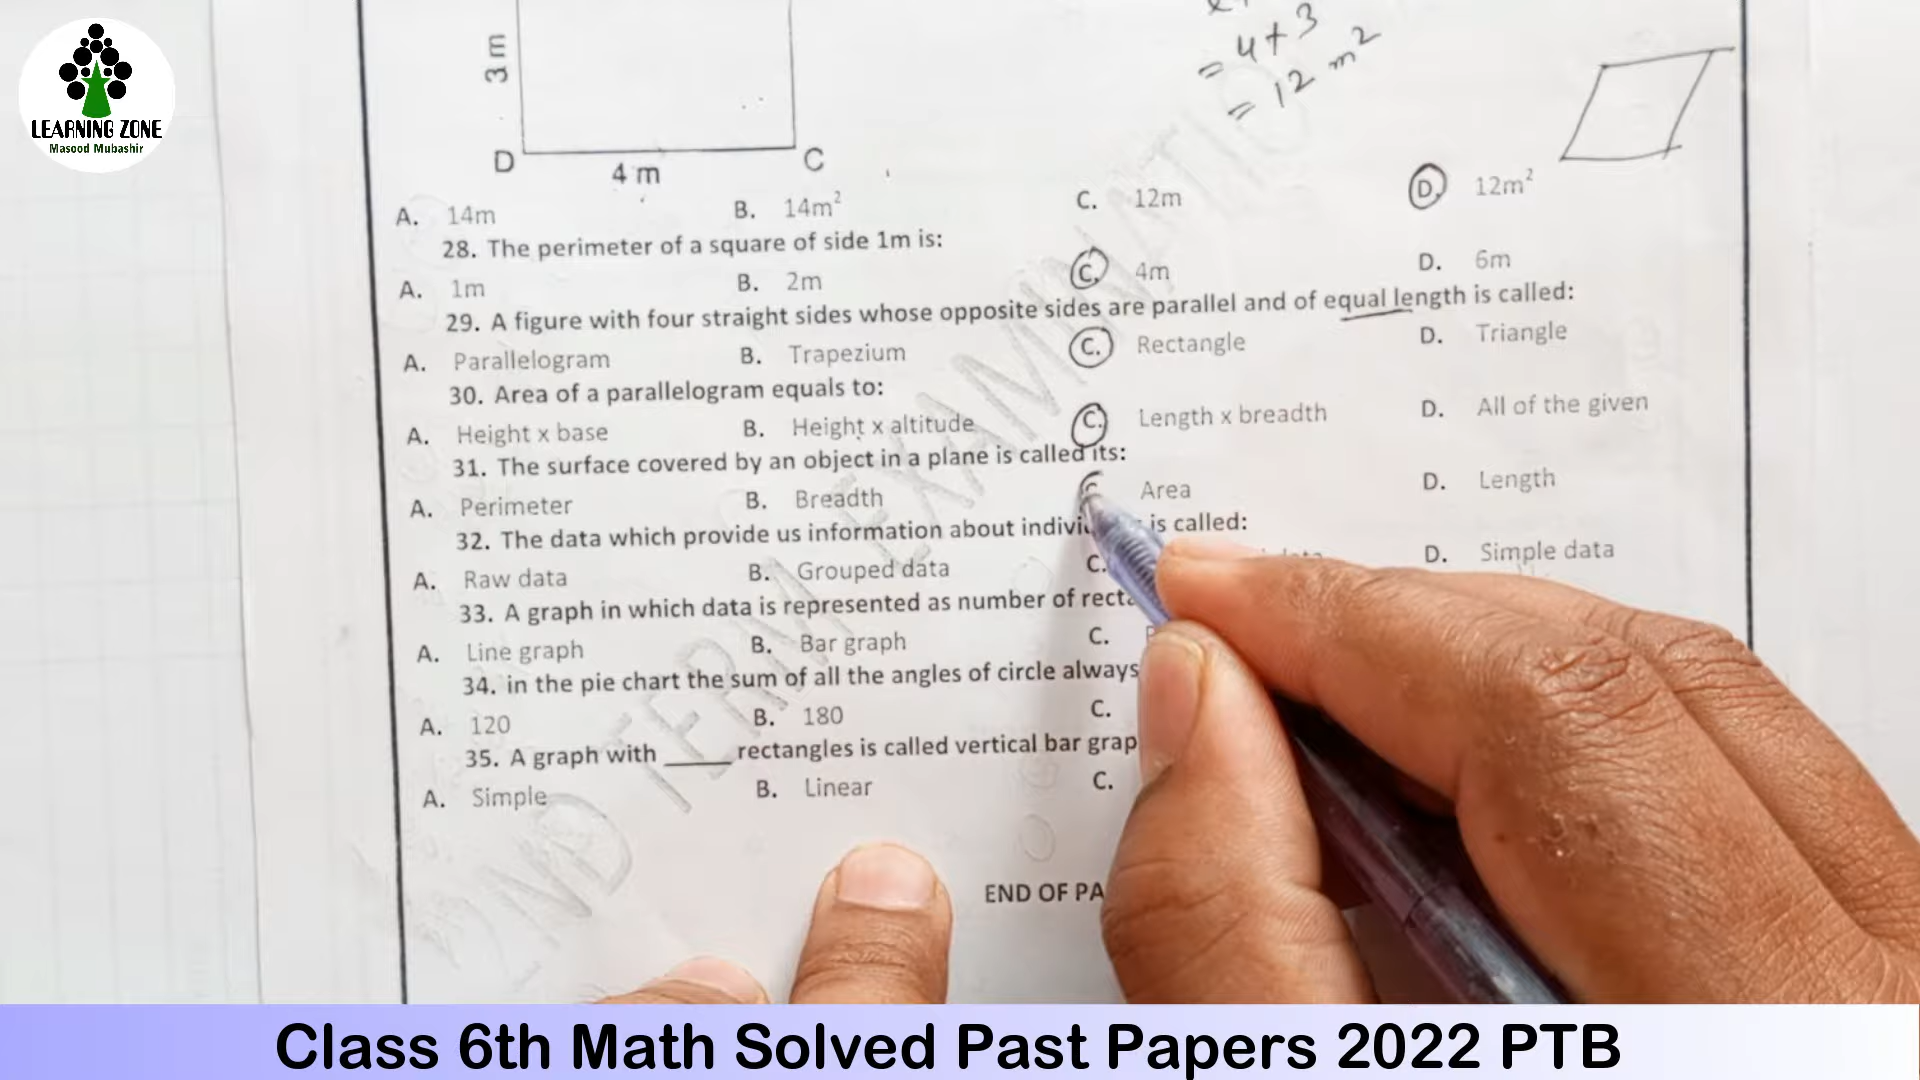 LEARNING ZONE
Masood Mubashir
= 4 + 3
= 12 m²
3 m
D
4 m
C
A. 14m B. 14m² C. 12m D. 12m²
28. The perimeter of a square of side 1m is:
A. 1m B. 2m C. 4m D. 6m
29. A figure with four straight sides whose opposite sides are parallel and of equal length is called:
A. Parallelogram B. Trapezium C. Rectangle D. Triangle
30. Area of a parallelogram equals to:
A. Height x base B. Height x altitude C. Length x breadth D. All of the given
31. The surface covered by an object in a plane is called its:
A. Perimeter B. Breadth C Area D. Length
32. The data which provide us information about is called:
A. Raw data B. Grouped data C. D. Simple data
33. A graph in which data is represented as number of
A. Line graph B. Bar graph C.
34. in the pie chart the sum of all the angles of circle always
A. 120 B. 180 C.
35. A graph with _____ rectangles is called vertical bar
A. Simple B. Linear C.
END OF
2ND TERM EXAMINATIO
Class 6th Math Solved Past Papers 2022 PTB